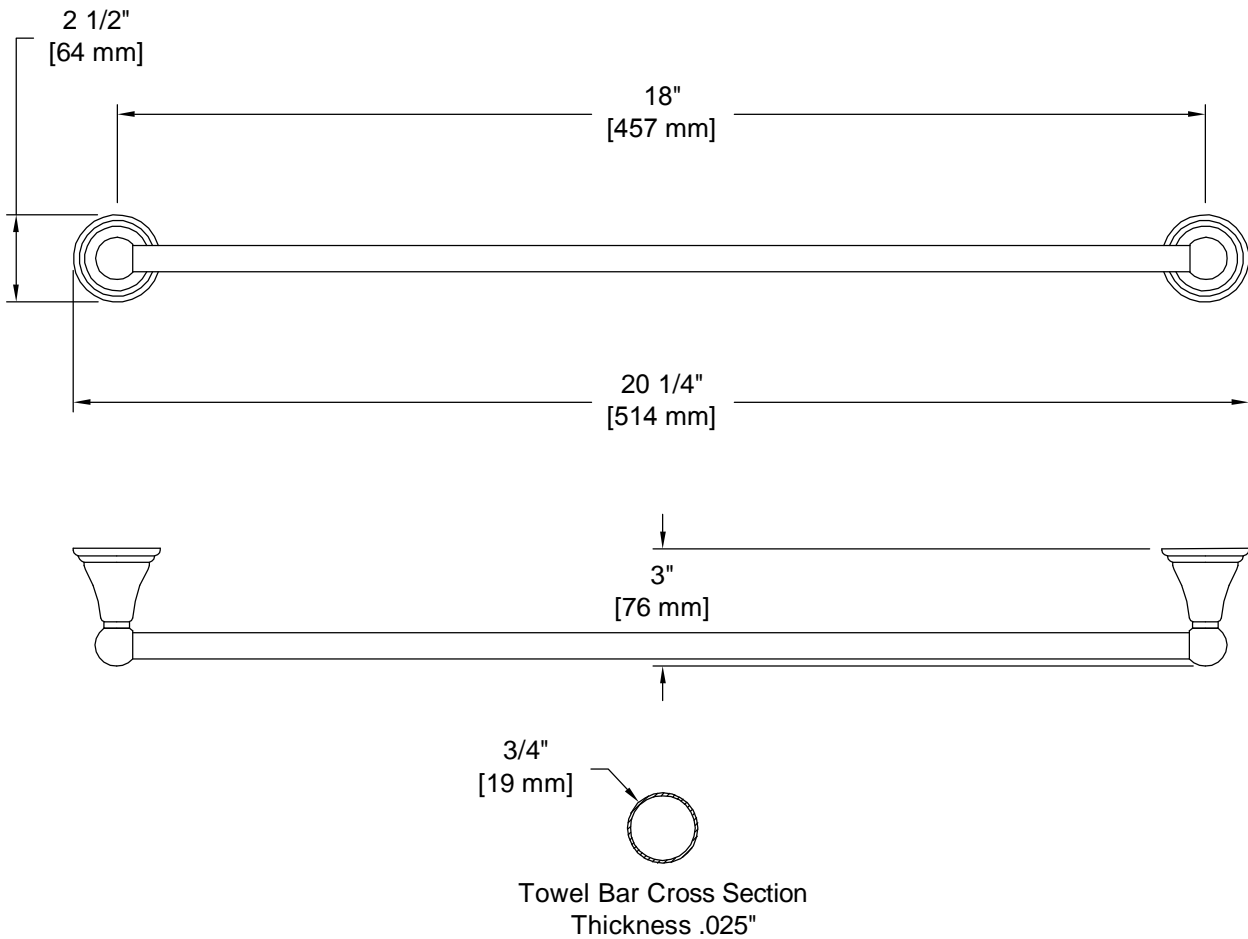 2 1/2"
[64 mm]
18"
[457 mm]
20 1/4"
[514 mm]
3"
[76 mm]
3/4"
[19 mm]
Towel Bar Cross Section
Thickness .025"